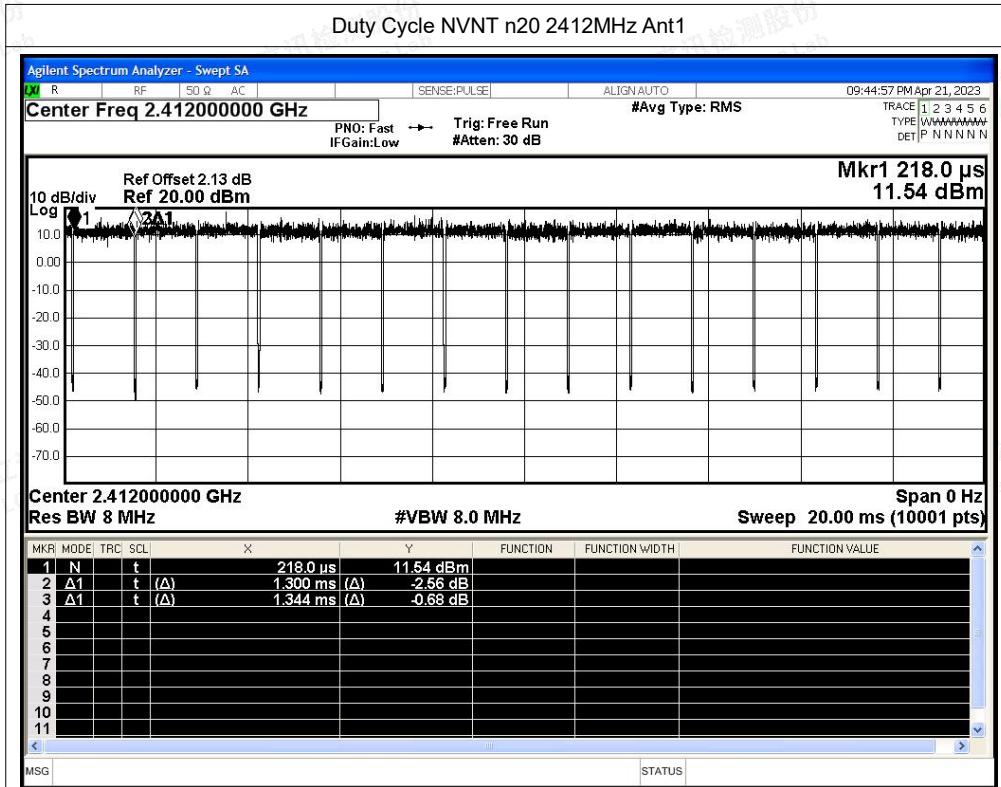 Duty Cycle NVNT n20 2412MHz Ant1
Agilent Spectrum Analyzer - Swept SA
LXI R RF 50 Ω AC SENSE:PULSE ALIGN AUTO 09:44:57 PM Apr 21, 2023
Center Freq 2.412000000 GHz #Avg Type: RMS TRACE 1 2 3 4 5 6
PNO: Fast Trig: Free Run TYPE WWWWWW
IFGain:Low #Atten: 30 dB DET P N N N N N
Mkr1 218.0 µs
Ref Offset 2.13 dB
10 dB/div Ref 20.00 dBm 11.54 dBm
Log
1 3Δ1
10.0
0.00
-10.0
-20.0
-30.0
-40.0
-50.0
-60.0
-70.0
Center 2.412000000 GHz Span 0 Hz
Res BW 8 MHz #VBW 8.0 MHz Sweep 20.00 ms (10001 pts)
MKR MODE TRC SCL X Y FUNCTION FUNCTION WIDTH FUNCTION VALUE
1 N t 218.0 µs 11.54 dBm
2 Δ1 t (Δ) 1.300 ms (Δ) -2.56 dB
3 Δ1 t (Δ) 1.344 ms (Δ) -0.68 dB
4
5
6
7
8
9
10
11
MSG STATUS